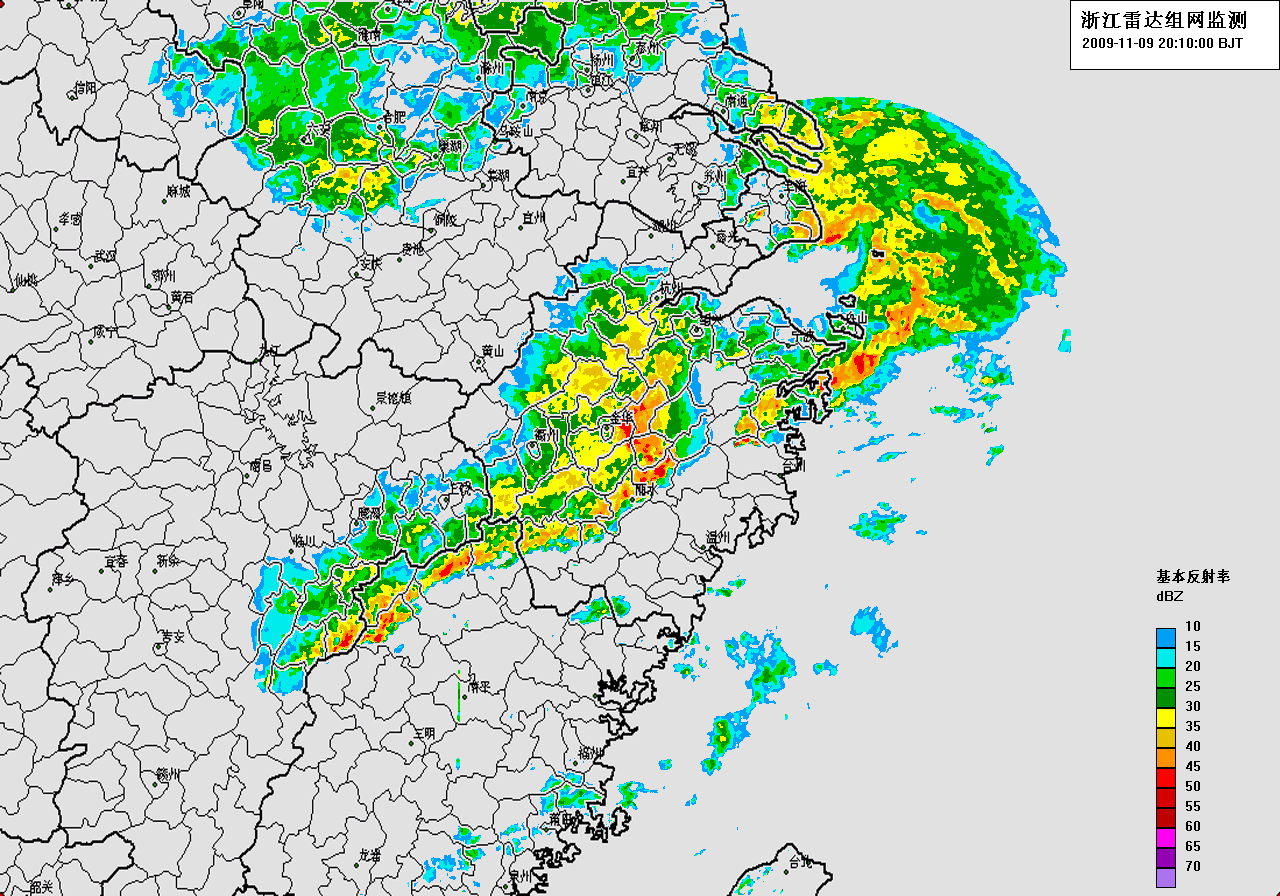 浙江雷达组网监测
2009-11-09 20:10:00 BJT
阜阳
淮南
滁州
扬州
泰州
镇江
南京
南通
信阳
六安
合肥
马鞍山
常州
巢湖
无锡
芜湖
宜兴
苏州
上海
麻城
孝感
铜陵
宣州
湖州
嘉兴
武汉
贵池
安庆
仙桃
鄂州
黄石
杭州
绍兴
舟山
咸宁
宁波
九江
黄山
景德镇
金华
衢州
南昌
台州
上饶
丽水
鹰潭
临川
温州
宜春
新余
萍乡
吉安
南平
三明
福州
赣州
莆田
龙岩
台北
泉州
韶关
基本反射率
dBZ
10
15
20
25
30
35
40
45
50
55
60
65
70